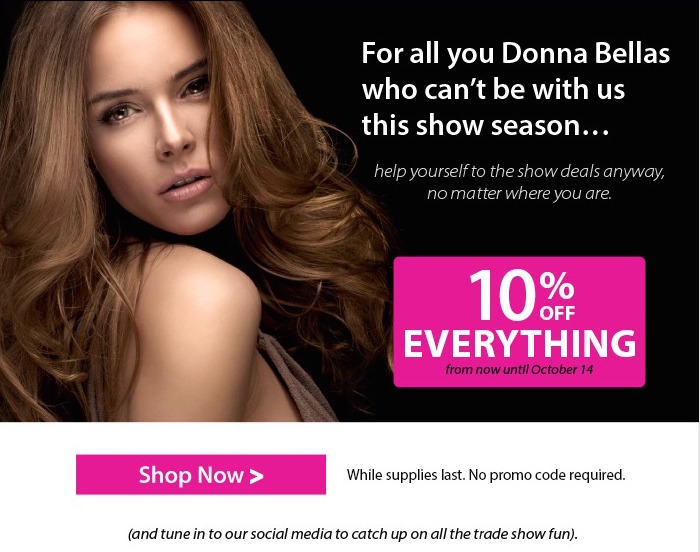 For all you Donna Bellas
who can’t be with us
this show season…
help yourself to the show deals anyway,
no matter where you are.
10% OFF
EVERYTHING
from now until October 14
Shop Now >
While supplies last. No promo code required.
(and tune in to our social media to catch up on all the trade show fun).